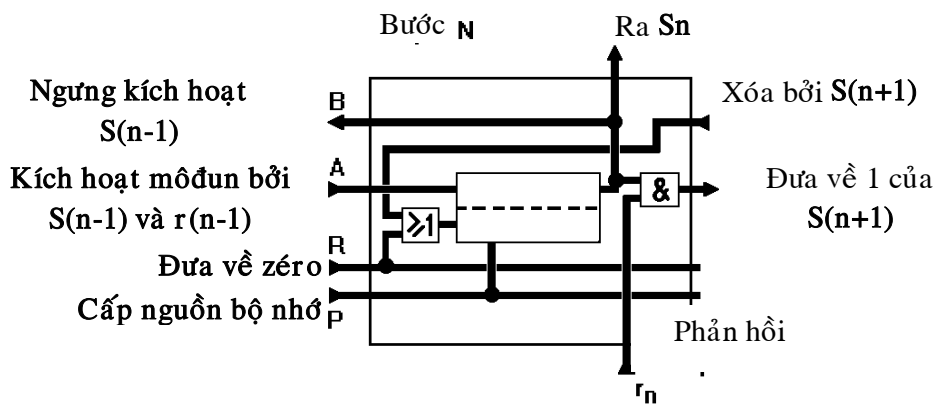 Bước N
Ra Sn
Ngưng kích hoạt
S(n-1)
B
Xóa bởi S(n+1)
Kích hoạt môđun bởi
S(n-1) và r(n-1)
A
&
Đưa về 1 của
S(n+1)
≥1
R
Đưa về zéro
Cấp nguồn bộ nhớ
P
Phản hồi
rn